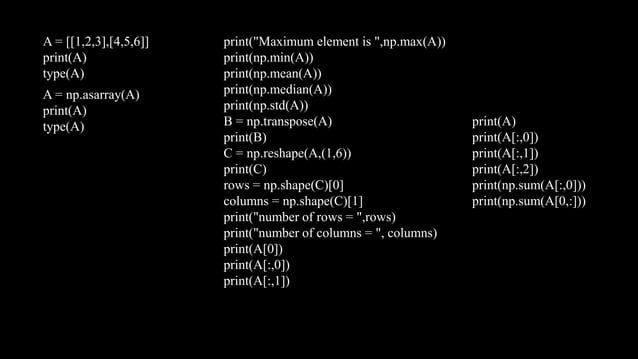 A = [[1,2,3],[4,5,6]]
print(A)
type(A)
A = np.asarray(A)
print(A)
type(A)
print("Maximum element is ",np.max(A))
print(np.min(A))
print(np.mean(A))
print(np.median(A))
print(np.std(A))
B = np.transpose(A)
print(B)
C = np.reshape(A,(1,6))
print(C)
rows = np.shape(C)[0]
columns = np.shape(C)[1]
print("number of rows = ",rows)
print("number of columns = ", columns)
print(A[0])
print(A[:,0])
print(A[:,1])
print(A)
print(A[:,0])
print(A[:,1])
print(A[:,2])
print(np.sum(A[:,0]))
print(np.sum(A[0,:]))